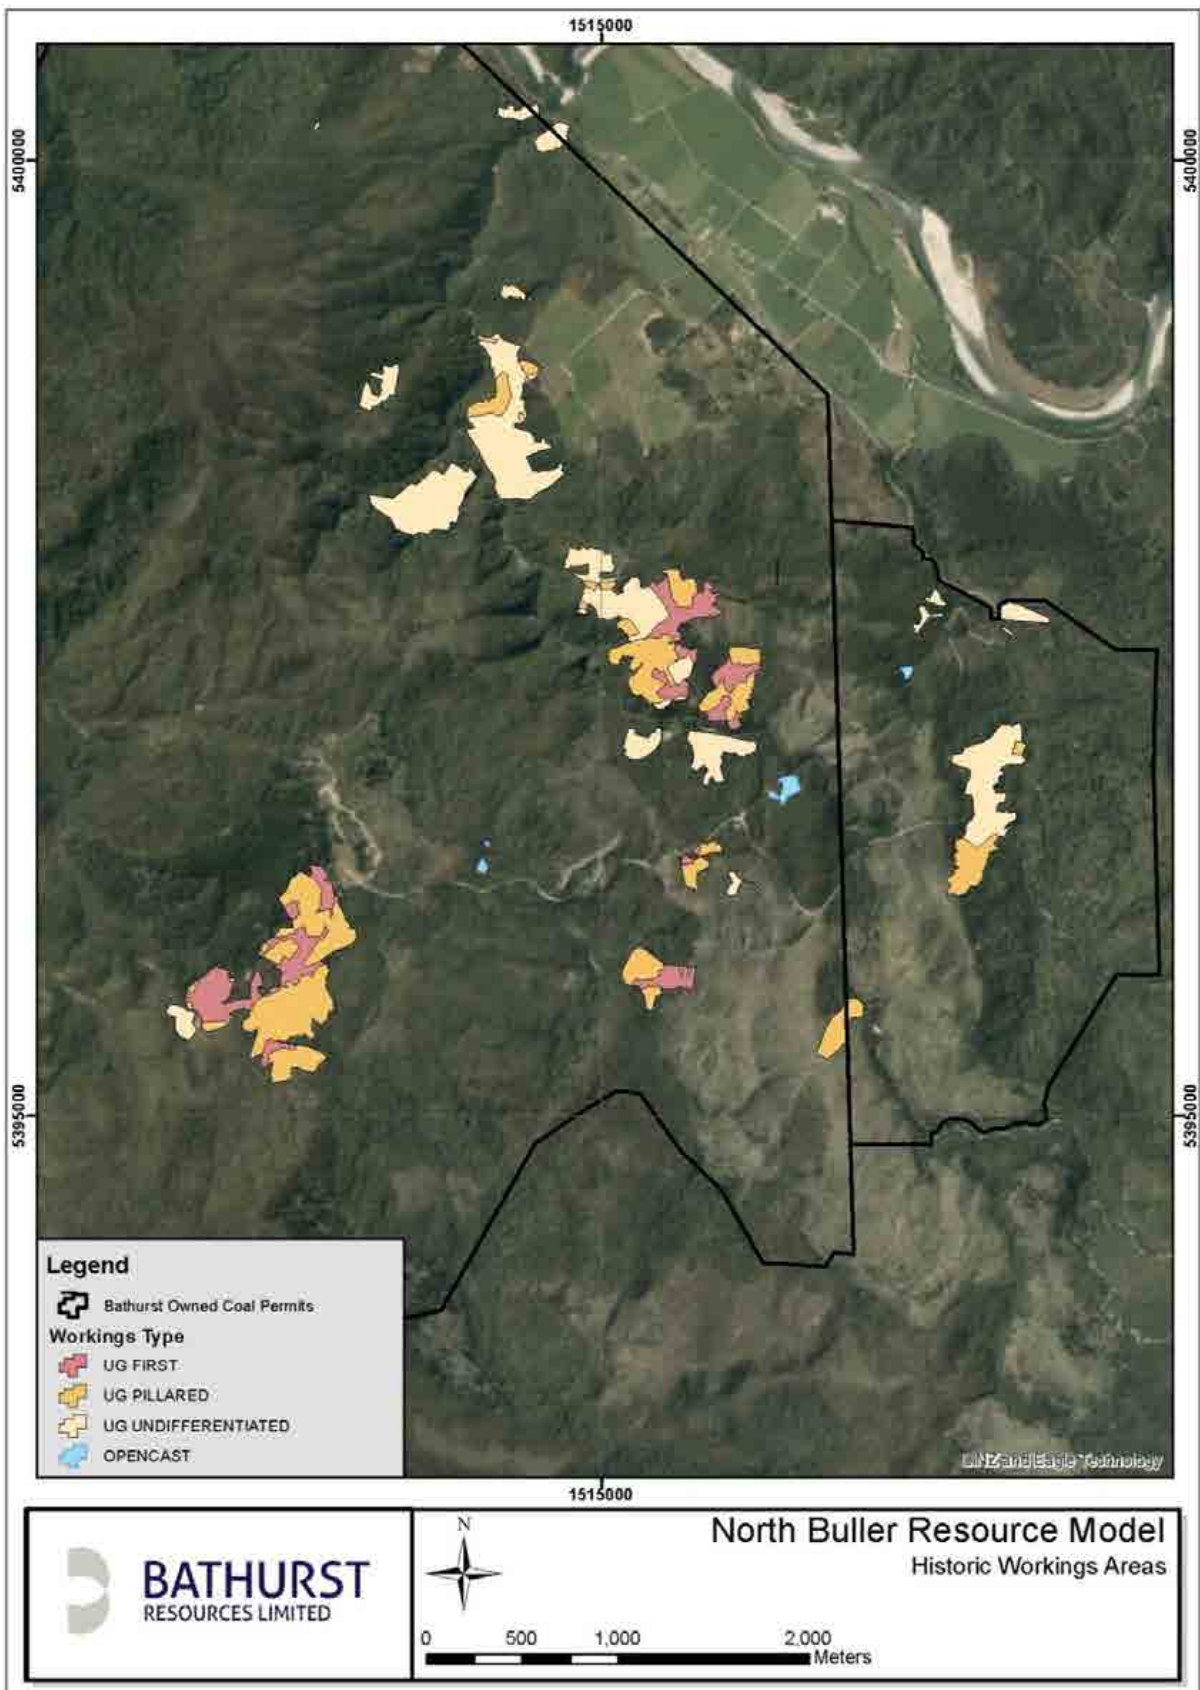 1515000
5400000
5400000
5395000
5395000
Legend
Bathurst Owned Coal Permits
Workings Type
UG FIRST
UG PILLARED
UG UNDIFFERENTIATED
OPENCAST
LINZ and Eagle Technology
1515000
BATHURST
RESOURCES LIMITED
N
North Buller Resource Model
Historic Workings Areas
0 500 1,000 2,000
Meters